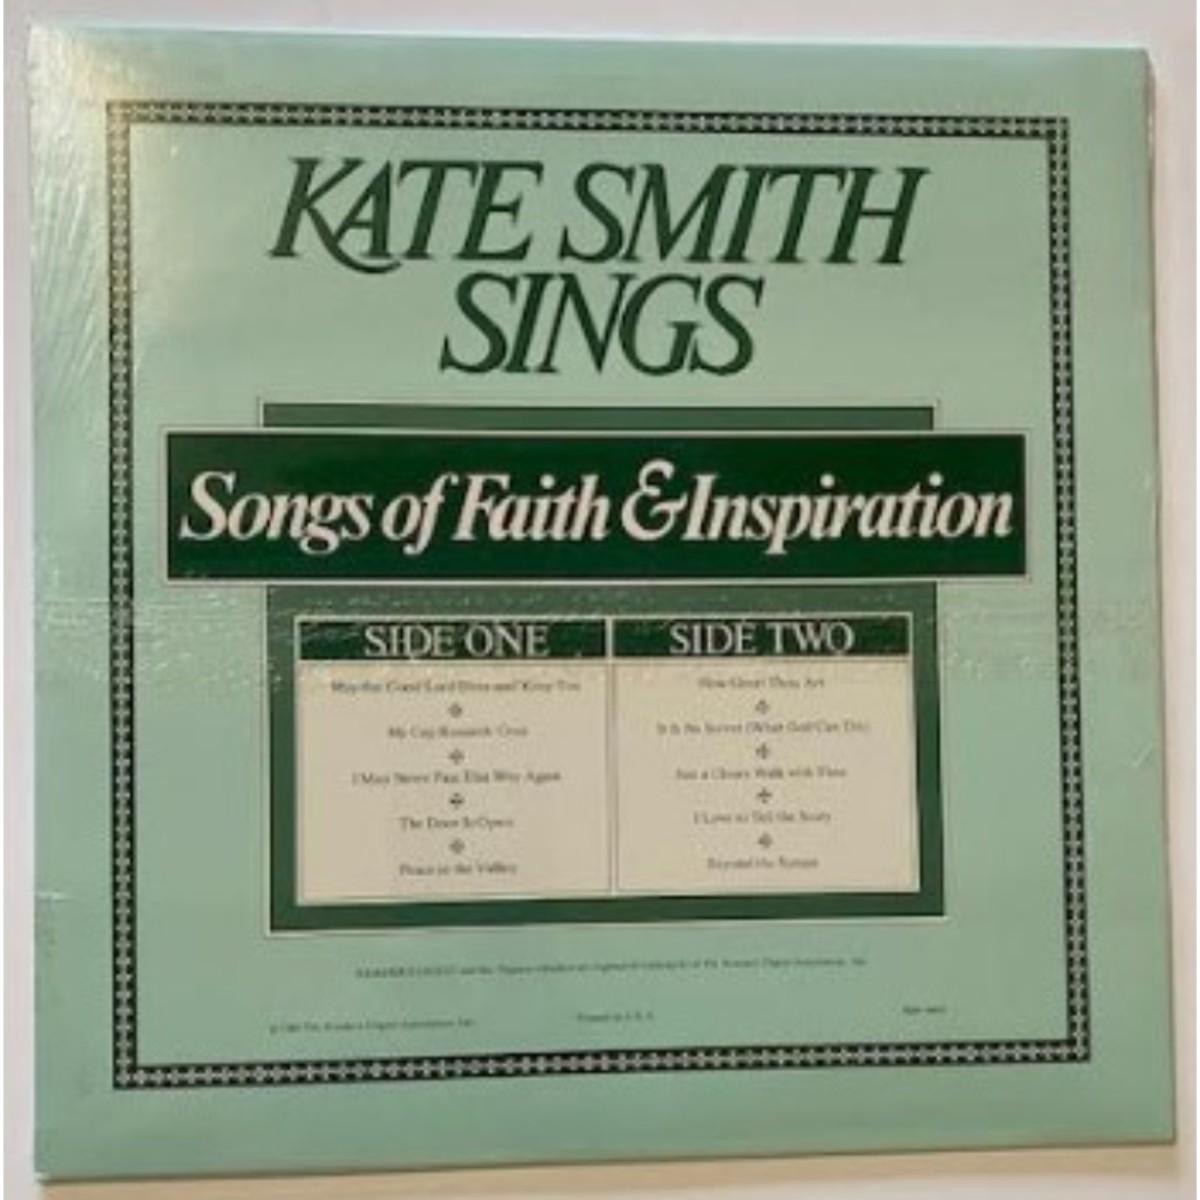 KATE SMITH
SINGS
Songs of Faith & Inspiration
SIDE ONE
May the Good Lord Bless and Keep You
My Cup Runneth Over
I May Never Pass This Way Again
The Door Is Open
Peace in the Valley
SIDE TWO
How Great Thou Art
It Is No Secret (What God Can Do)
Just a Closer Walk with Thee
I Love to Tell the Story
Beyond the Sunset
Printed in U.S.A.